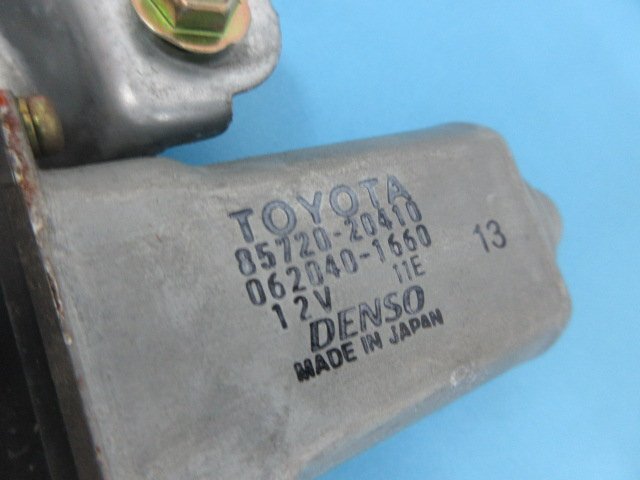 TOYOTA
85720-20410
062040-1660
12V 11E
DENSO
MADE IN JAPAN
13